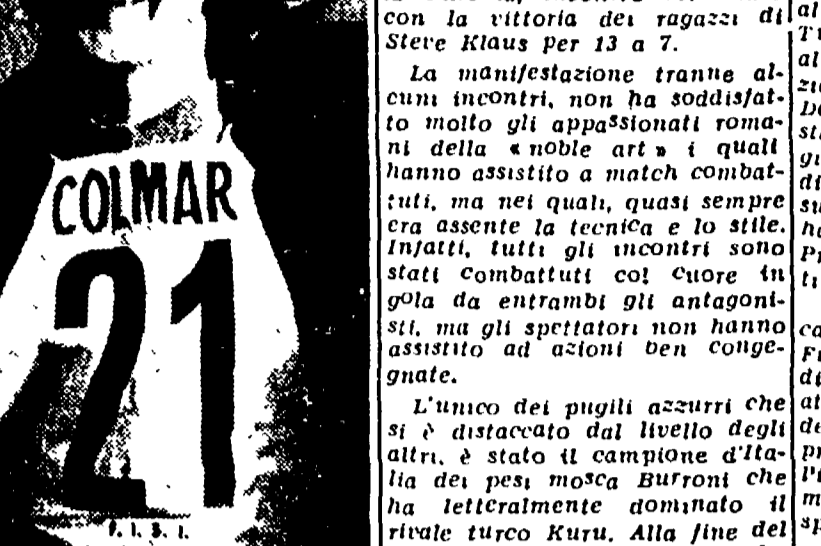 COLMAR
21
F. I. S. I.
con la vittoria dei ragazzi di
Steve Klaus per 13 a 7.
La manifestazione tranne al-
cuni incontri, non ha soddisfat-
to molto gli appassionati roma-
ni della « noble art » i quali
hanno assistito a match combat-
tuti, ma nei quali, quasi sempre
era assente la tecnica e lo stile.
Infatti, tutti gli incontri sono
stati combattuti col cuore in
gola da entrambi gli antagoni-
sti, ma gli spettatori non hanno
assistito ad azioni ben conge-
gnate.
L'unico dei pugili azzurri che
si è distaccato dal livello degli
altri, è stato il campione d'Ita-
lia dei pesi mosca Burroni che
ha letteralmente dominato il
rivale turco Kuru. Alla fine del